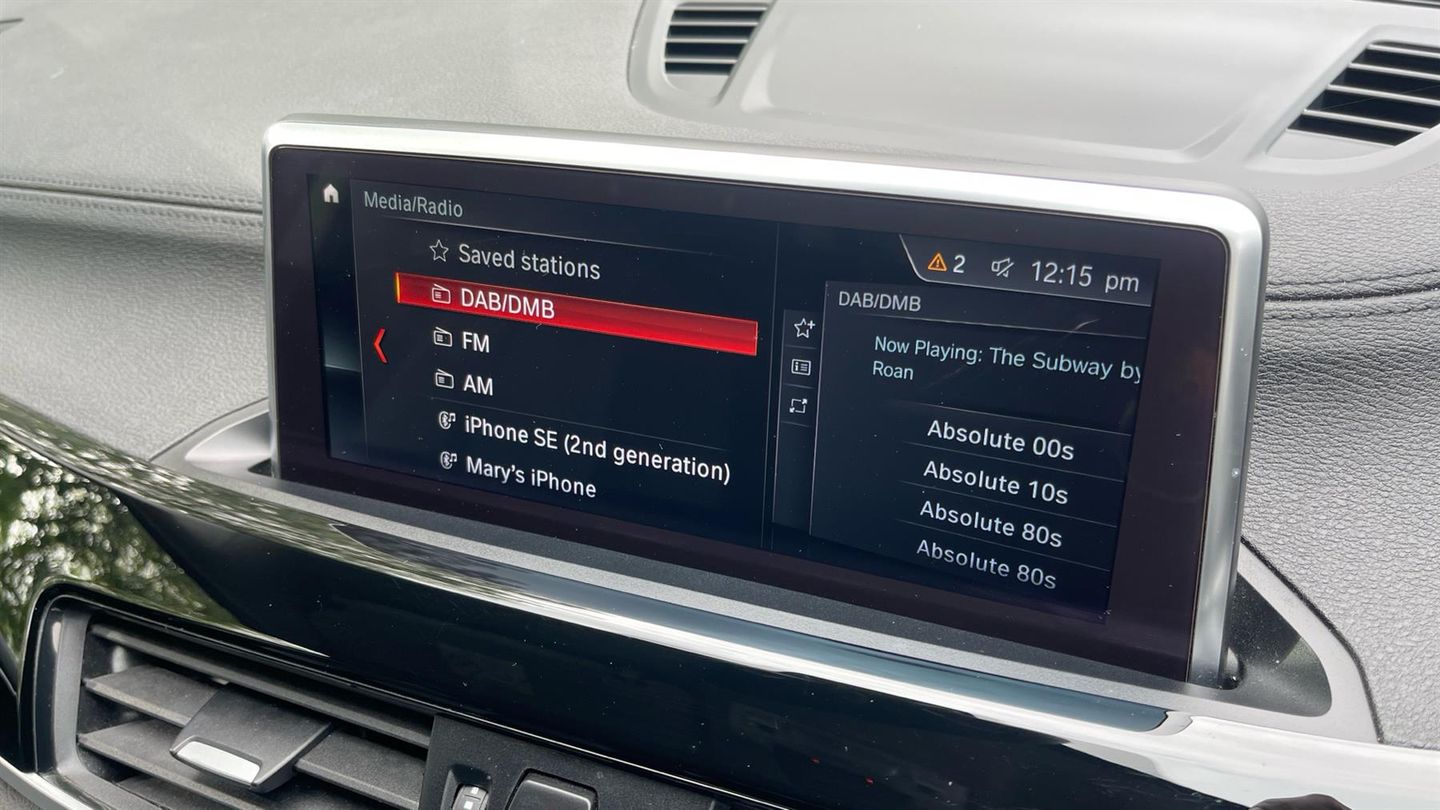 Media/Radio
Saved stations
DAB/DMB
FM
AM
iPhone SE (2nd generation)
Mary's iPhone
2
12:15 pm
DAB/DMB
Now Playing: The Subway by
Roan
Absolute 00s
Absolute 10s
Absolute 80s
Absolute 80s